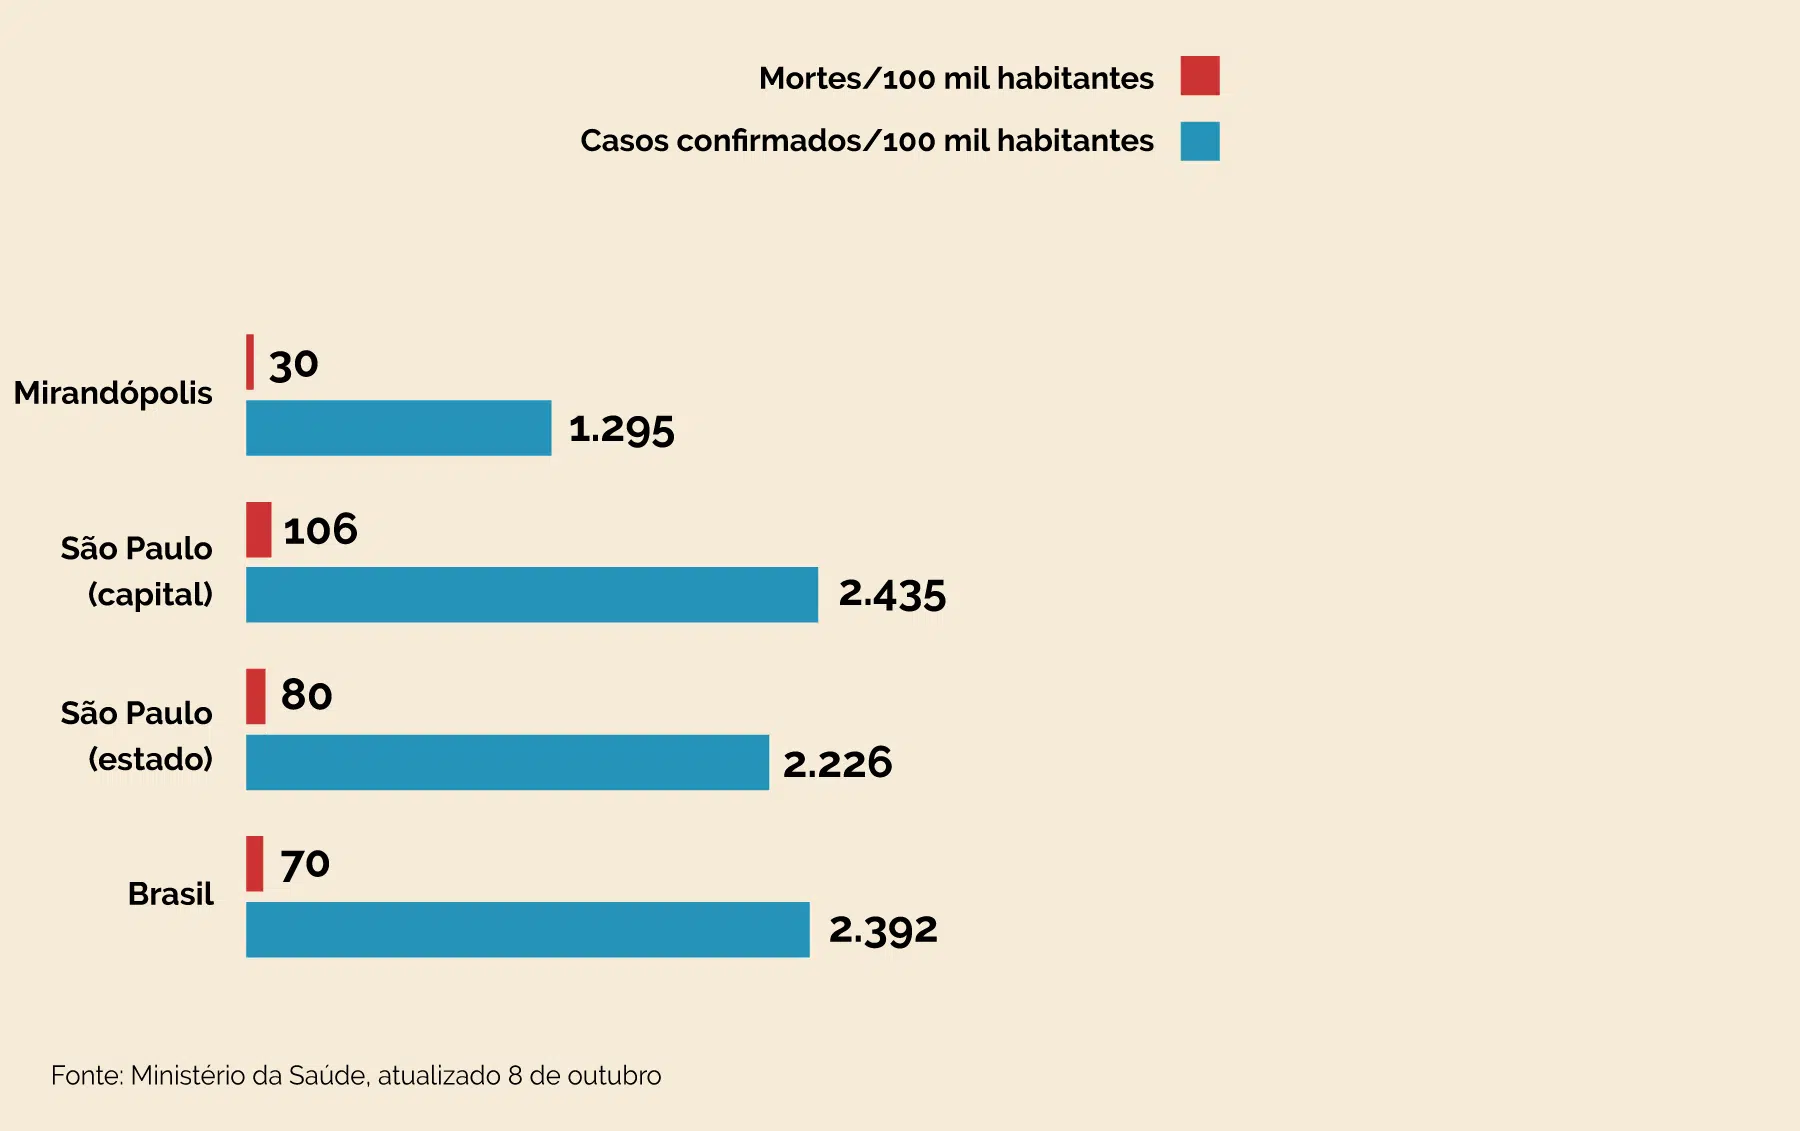 Mortes/100 mil habitantes
Casos confirmados/100 mil habitantes
Mirandópolis
30
1.295
São Paulo
(capital)
106
2.435
São Paulo
(estado)
80
2.226
Brasil
70
2.392
Fonte: Ministério da Saúde, atualizado 8 de outubro